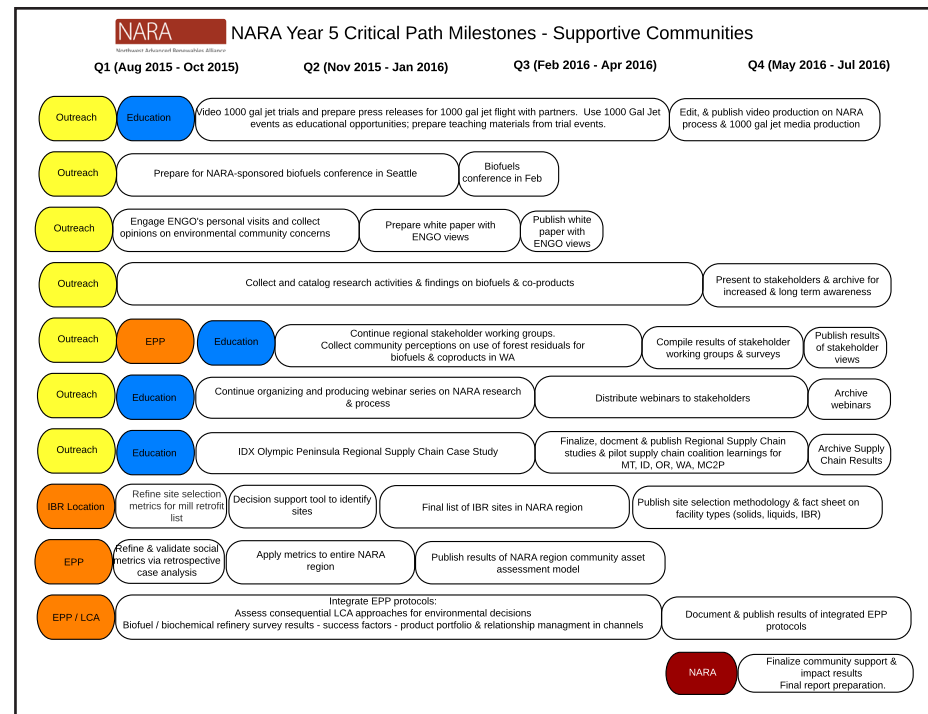 NARA
Northwest Advanced Renewables Alliance
NARA Year 5 Critical Path Milestones - Supportive Communities
Q1 (Aug 2015 - Oct 2015)
Q2 (Nov 2015 - Jan 2016)
Q3 (Feb 2016 - Apr 2016)
Q4 (May 2016 - Jul 2016)
Outreach
Education
Video 1000 gal jet trials and prepare press releases for 1000 gal jet flight with partners.  Use 1000 Gal Jet
events as educational opportunities; prepare teaching materials from trial events.
Edit, & publish video production on NARA
process & 1000 gal jet media production
Outreach
Prepare for NARA-sponsored biofuels conference in Seattle
Biofuels
conference in Feb
Outreach
Engage ENGO's personal visits and collect
opinions on environmental community concerns
Prepare white paper with
ENGO views
Publish white
paper with
ENGO views
Outreach
Collect and catalog research activities & findings on biofuels & co-products
Present to stakeholders & archive for
increased & long term awareness
Outreach
EPP
Education
Continue regional stakeholder working groups.
Collect community perceptions on use of forest residuals for
biofuels & coproducts in WA
Compile results of stakeholder
working groups & surveys
Publish results
of stakeholder
views
Outreach
Education
Continue organizing and producing webinar series on NARA research
& process
Distribute webinars to stakeholders
Archive
webinars
Outreach
Education
IDX Olympic Peninsula Regional Supply Chain Case Study
Finalize, docment & publish Regional Supply Chain
studies & pilot supply chain coalition learnings for
MT, ID, OR, WA, MC2P
Archive Supply
Chain Results
IBR Location
Refine site selection
metrics for mill retrofit
list
Decision support tool to identify
sites
Final list of IBR sites in NARA region
Publish site selection methodology & fact sheet on
facility types (solids, liquids, IBR)
EPP
Refine & validate social
metrics via retrospective
case analysis
Apply metrics to entire NARA
region
Publish results of NARA region community asset
assessment model
EPP / LCA
Integrate EPP protocols:
Assess consequential LCA approaches for environmental decisions
Biofuel / biochemical refinery survey results - success factors - product portfolio & relationship managment in channels
Document & publish results of integrated EPP
protocols
NARA
Finalize community support &
impact results
Final report preparation.